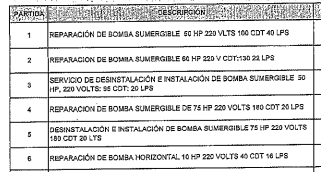 PARTIDA DESCRIPCION
1 REPARACIÓN DE BOMBA SUMERGIBLE 50 HP 220 VOLTS 160 CDT 40 LPS
2 REPARACIÓN DE BOMBA SUMERGIBLE 60 HP 220 V CDT:130 22 LPS
3 SERVICIO DE DESINSTALACIÓN E INSTALACIÓN DE BOMBA SUMERGIBLE 50
HP, 220 VOLTS: 95 CDT: 20 LPS
4 REPARACION DE BOMBA SUMERGIBLE DE 75 HP 220 VOLTS 180 CDT 20 LPS
5 DESINSTALACIÓN E INSTALACIÓN DE BOMBA SUMERGIBLE 75 HP 220 VOLTS
180 CDT 20 LTS
6 REPARACIÓN DE BOMBA HORIZONTAL 10 HP 220 VOLTS 40 CDT 16 LPS